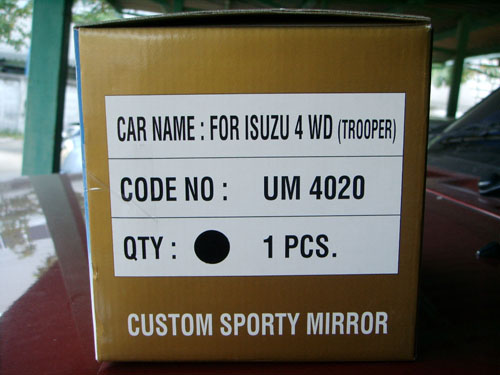 CAR NAME : FOR ISUZU 4 WD (TROOPER)
CODE NO : UM 4020
QTY : 1 PCS.
CUSTOM SPORTY MIRROR